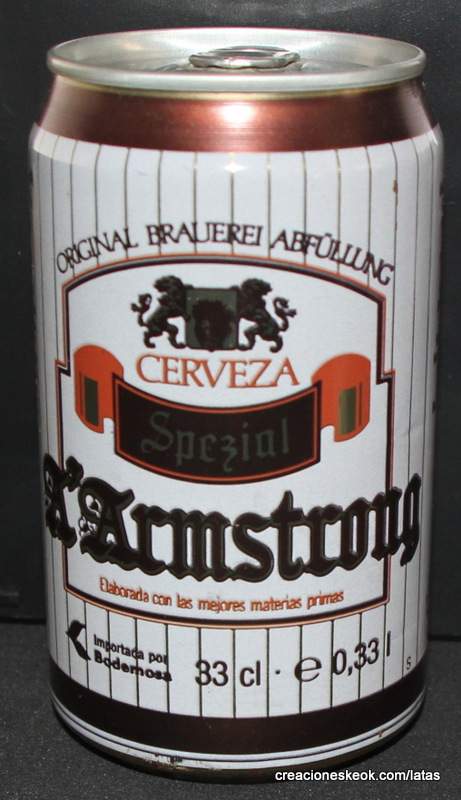 ORIGINAL BRAUEREI ABFÜLLUNG
CERVEZA
Spezial
A'Armstrong
Elaborada con las mejores materias primas
Importada por
Bodemosa
33 cl · e 0,33 l
S
creacioneskeok.com/latas